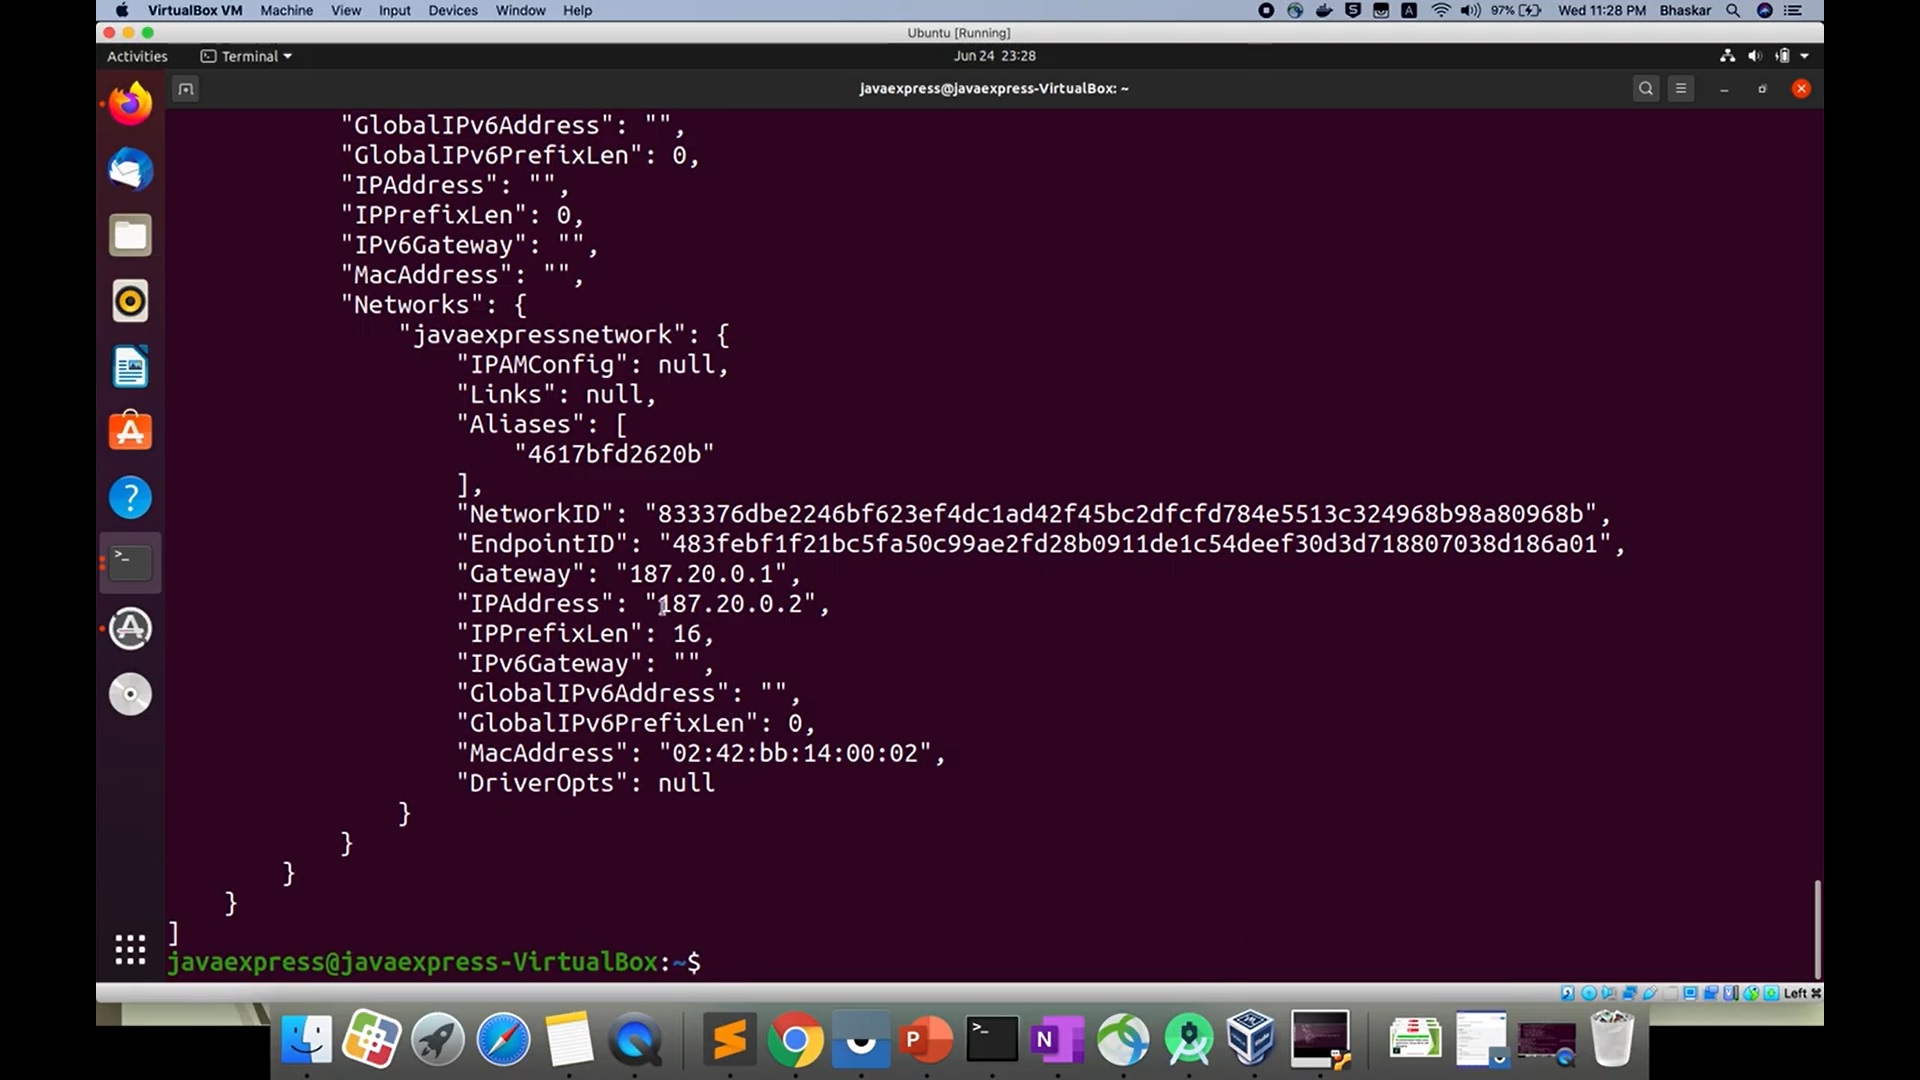 VirtualBox VM Machine View Input Devices Window Help 97% Wed 11:28 PM Bhaskar
Ubuntu [Running]
Activities Terminal Jun 24 23:28
javaexpress@javaexpress-VirtualBox: ~
"GlobalIPv6Address": "",
"GlobalIPv6PrefixLen": 0,
"IPAddress": "",
"IPPrefixLen": 0,
"IPv6Gateway": "",
"MacAddress": "",
"Networks": {
"javaexpressnetwork": {
"IPAMConfig": null,
"Links": null,
"Aliases": [
"4617bfd2620b"
],
"NetworkID": "833376dbe2246bf623ef4dc1ad42f45bc2dfcfd784e5513c324968b98a80968b",
"EndpointID": "483febf1f21bc5fa50c99ae2fd28b0911de1c54deef30d3d718807038d186a01",
"Gateway": "187.20.0.1",
"IPAddress": "187.20.0.2",
"IPPrefixLen": 16,
"IPv6Gateway": "",
"GlobalIPv6Address": "",
"GlobalIPv6PrefixLen": 0,
"MacAddress": "02:42:bb:14:00:02",
"DriverOpts": null
}
}
}
}
]
javaexpress@javaexpress-VirtualBox:~$
Left ⌘